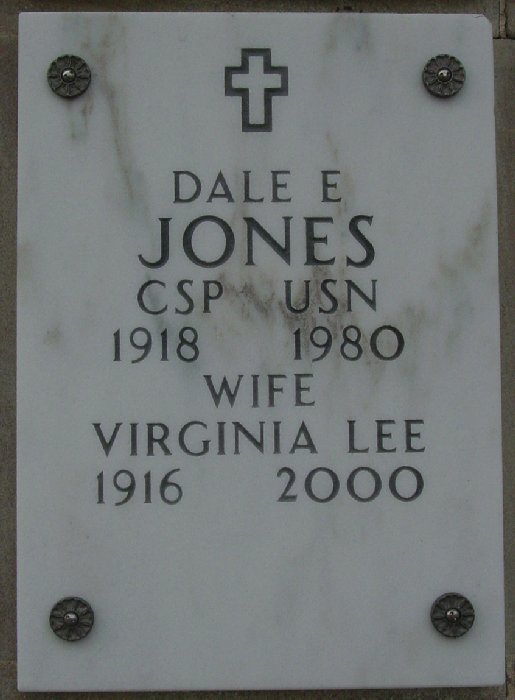 DALE E
JONES
CSP USN
1918 1980
WIFE
VIRGINIA LEE
1916 2000